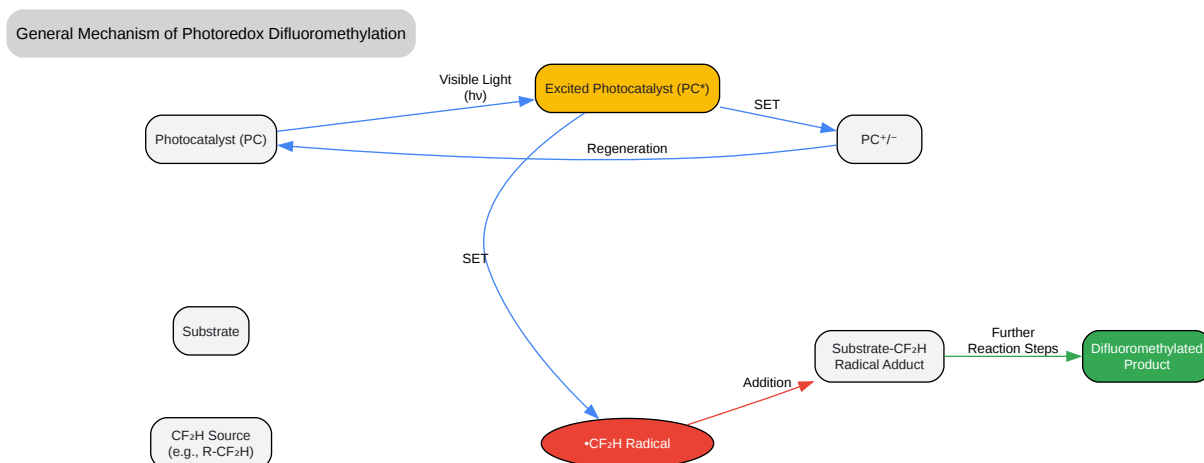 General Mechanism of Photoredox Difluoromethylation
Visible Light
(hν)
Excited Photocatalyst (PC*)
SET
Photocatalyst (PC)
PC⁺/⁻
Regeneration
SET
Substrate
Substrate-CF₂H
Radical Adduct
Further
Reaction Steps
Difluoromethylated
Product
Addition
CF₂H Source
(e.g., R-CF₂H)
•CF₂H Radical